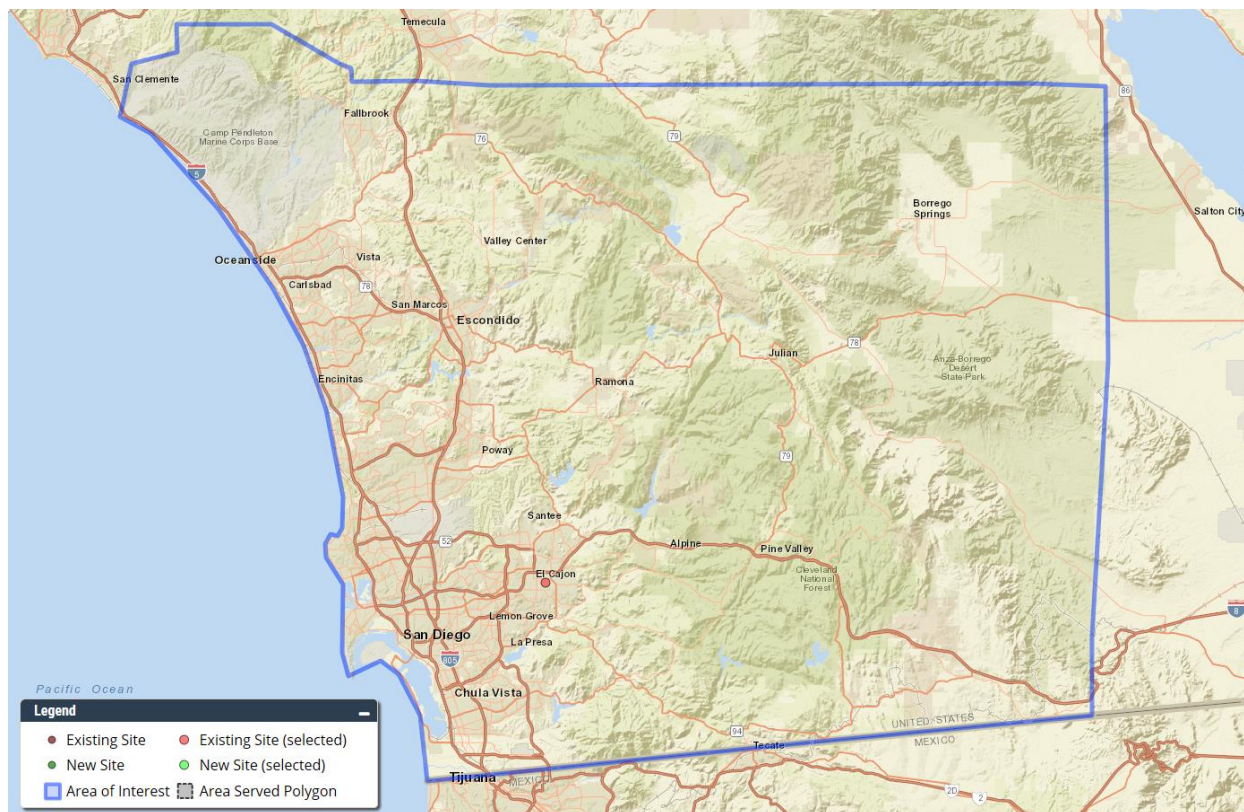 Temecula
San Clemente
86
Fallbrook
Camp Pendleton
Marine Corps Base
76
79
5
Borrego
Springs
Salton City
Valley Center
Oceanside
Vista
Carlsbad
78
San Marcos
Escondido
Julian
78
Anza-Borrego
Desert
State Park
Encinitas
Ramona
Poway
79
Santee
52
Alpine
Pine Valley
El Cajon
Cleveland
National
Forest
Lemon Grove
San Diego
La Presa
8
805
Pacific Ocean
Chula Vista
94
UNITED STATES
MEXICO
Tecate
Tijuana
MEXICO
2D
2
Legend
Existing Site
Existing Site (selected)
New Site
New Site (selected)
Area of Interest
Area Served Polygon